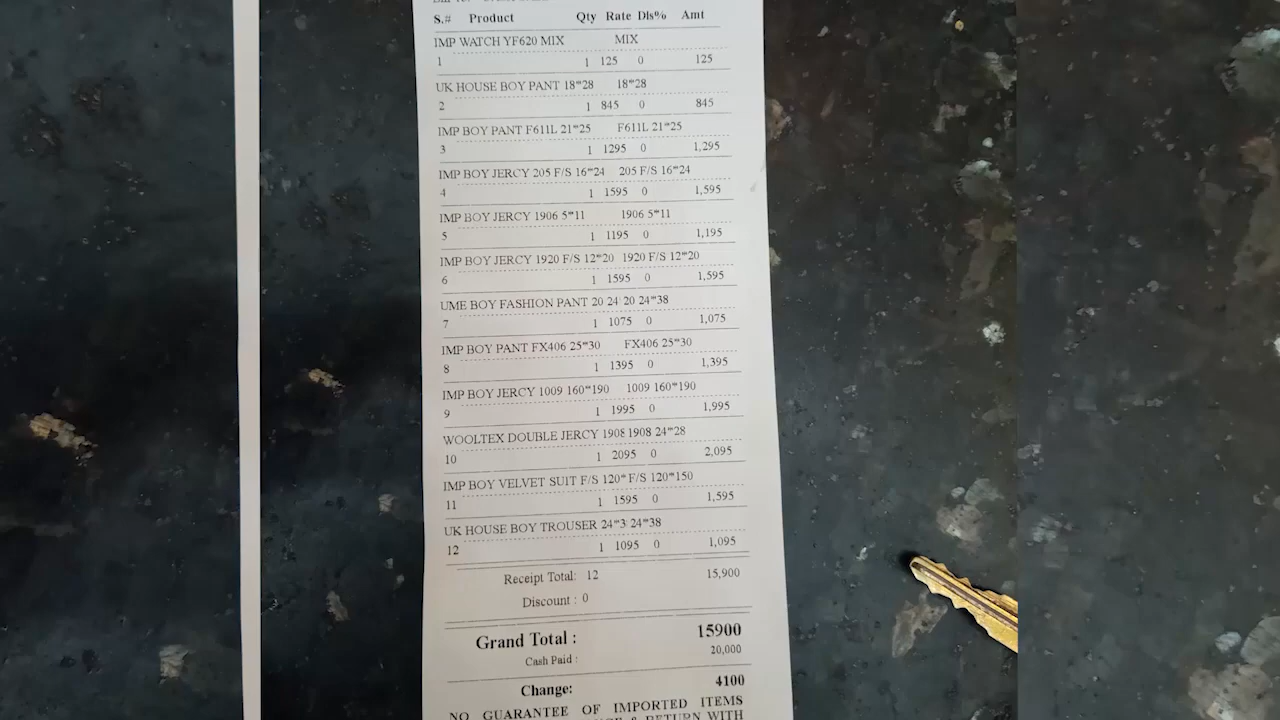 S.# Product Qty Rate DIs% Amt
IMP WATCH YF620 MIX MIX
1 1 125 0 125
UK HOUSE BOY PANT 18*28 18*28
2 1 845 0 845
IMP BOY PANT F611L 21*25 F611L 21*25
3 1 1295 0 1,295
IMP BOY JERCY 205 F/S 16*24 205 F/S 16*24
4 1 1595 0 1,595
IMP BOY JERCY 1906 5*11 1906 5*11
5 1 1195 0 1,195
IMP BOY JERCY 1920 F/S 12*20 1920 F/S 12*20
6 1 1595 0 1,595
UME BOY FASHION PANT 20 24 20 24*38
7 1 1075 0 1,075
IMP BOY PANT FX406 25*30 FX406 25*30
8 1 1395 0 1,395
IMP BOY JERCY 1009 160*190 1009 160*190
9 1 1995 0 1,995
WOOLTEX DOUBLE JERCY 1908 1908 24*28
10 1 2095 0 2,095
IMP BOY VELVET SUIT F/S 120* F/S 120*150
11 1 1595 0 1,595
UK HOUSE BOY TROUSER 24*3 24*38
12 1 1095 0 1,095
Receipt Total: 12 15,900
Discount : 0
Grand Total : 15900
Cash Paid : 20,000
Change: 4100
NO GUARANTEE OF IMPORTED ITEMS
& RETURN WITH